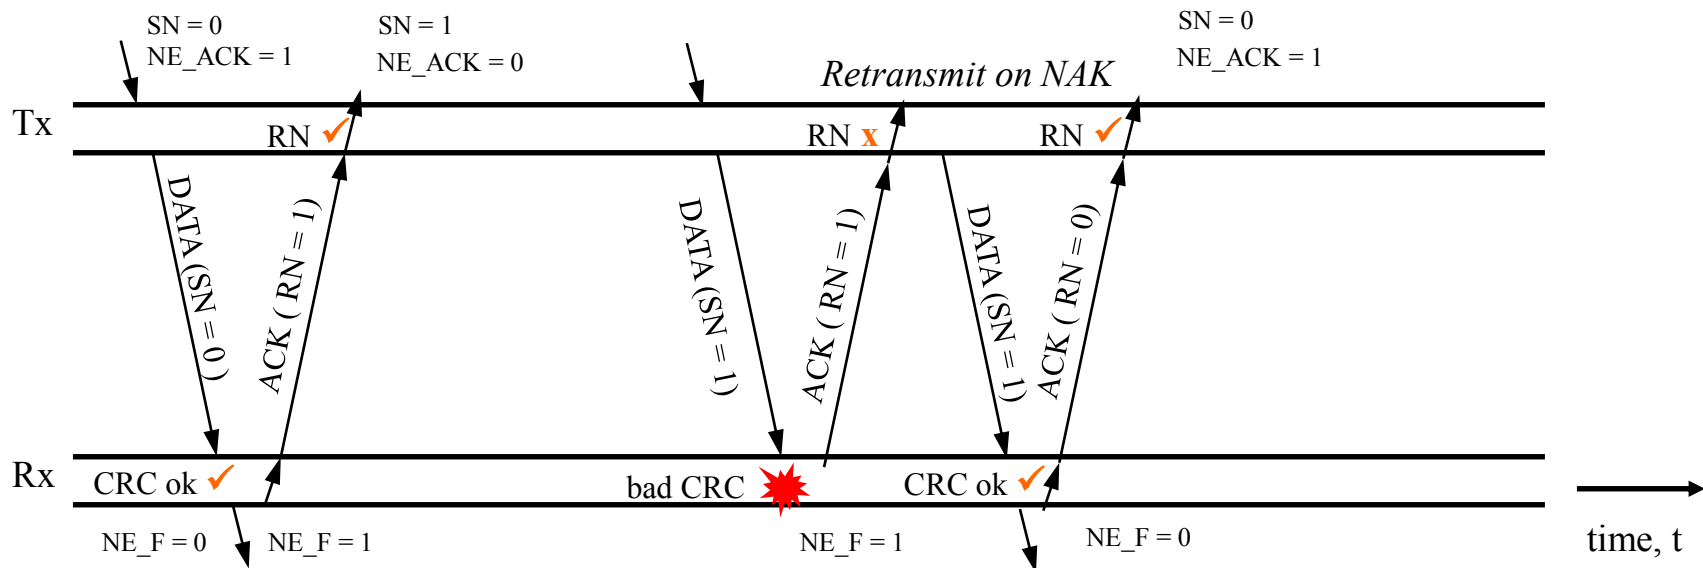 SN = 0
NE_ACK = 1
SN = 1
NE_ACK = 0
Retransmit on NAK
SN = 0
NE_ACK = 1
Tx
RN
RN x
RN
DATA (SN = 0 )
ACK ( RN = 1)
DATA (SN = 1)
ACK ( RN = 1)
DATA (SN = 1)
ACK ( RN = 0)
Rx
CRC ok
bad CRC
CRC ok
NE_F = 0
NE_F = 1
NE_F = 1
NE_F = 0
time, t